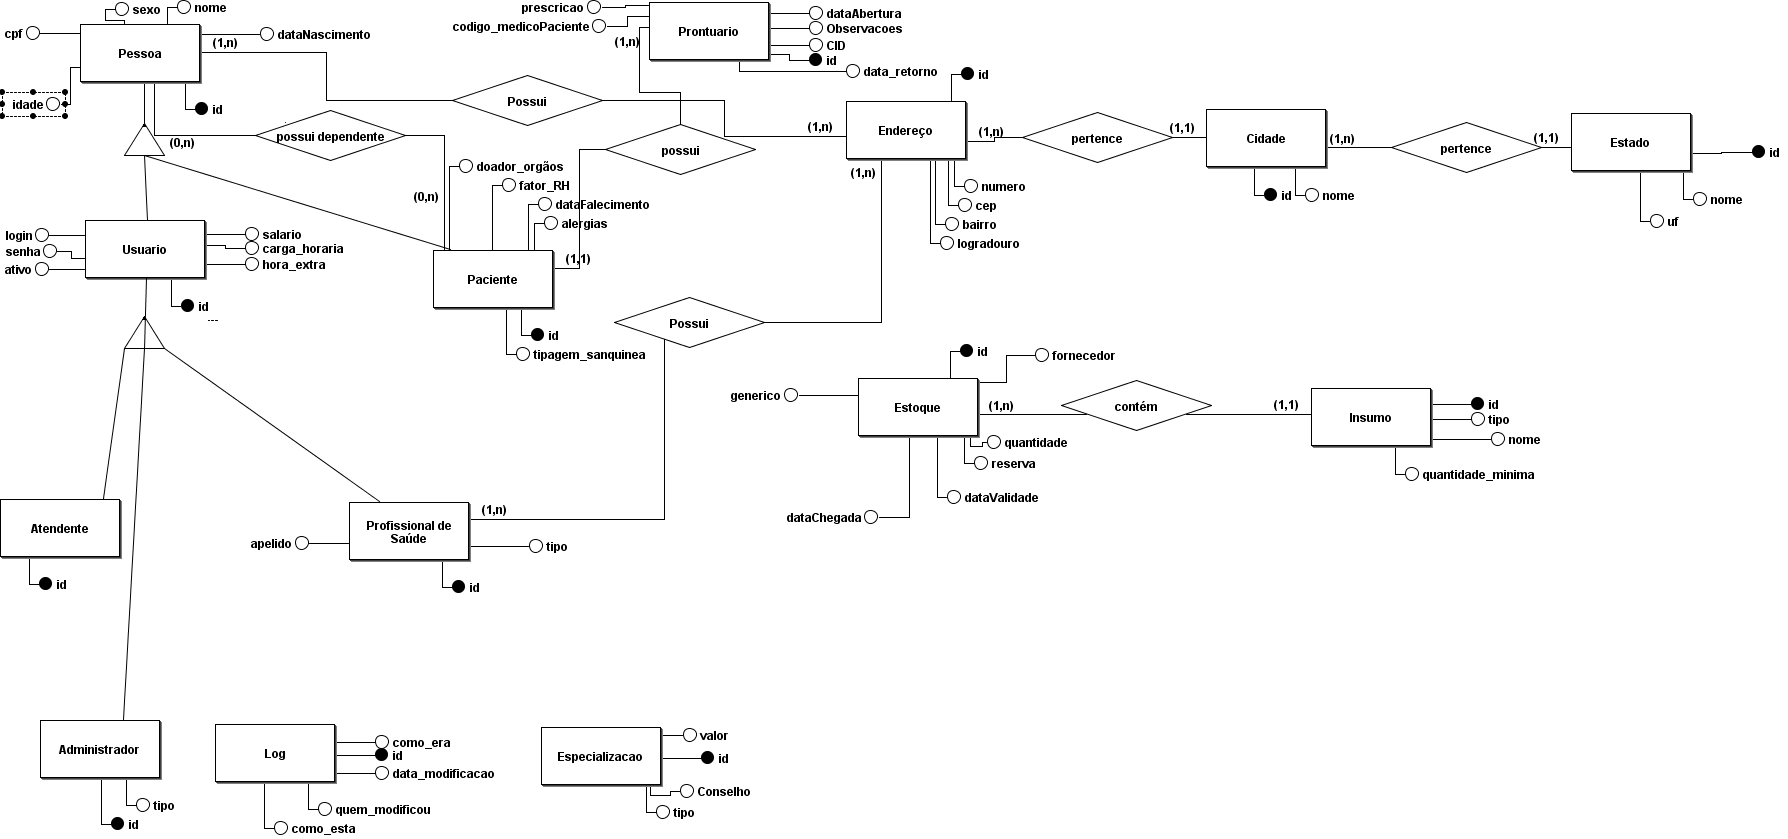 sexo
nome
cpf
Pessoa
dataNascimento
(1,n)
idade
id
(0,n)
possui dependente
Possui
prescricao
codigo_medicoPaciente
(1,n)
Prontuario
dataAbertura
Observacoes
CID
id
data_retorno
possui
id
Endereço
(1,n)
(1,n)
(1,n)
numero
cep
bairro
logradouro
pertence
(1,1)
Cidade
(1,n)
id
nome
pertence
(1,1)
Estado
id
nome
uf
doador_orgãos
fator_RH
dataFalecimento
alergias
(0,n)
(1,1)
Paciente
id
tipagem_sanquinea
login
senha
ativo
Usuario
salario
carga_horaria
hora_extra
id
---
Possui
id
fornecedor
generico
Estoque
(1,n)
quantidade
reserva
dataValidade
dataChegada
contém
(1,1)
Insumo
id
tipo
nome
quantidade_minima
Atendente
id
(1,n)
Profissional de
Saúde
apelido
tipo
id
Administrador
tipo
id
Log
como_era
id
data_modificacao
quem_modificou
como_esta
Especializacao
valor
id
Conselho
tipo